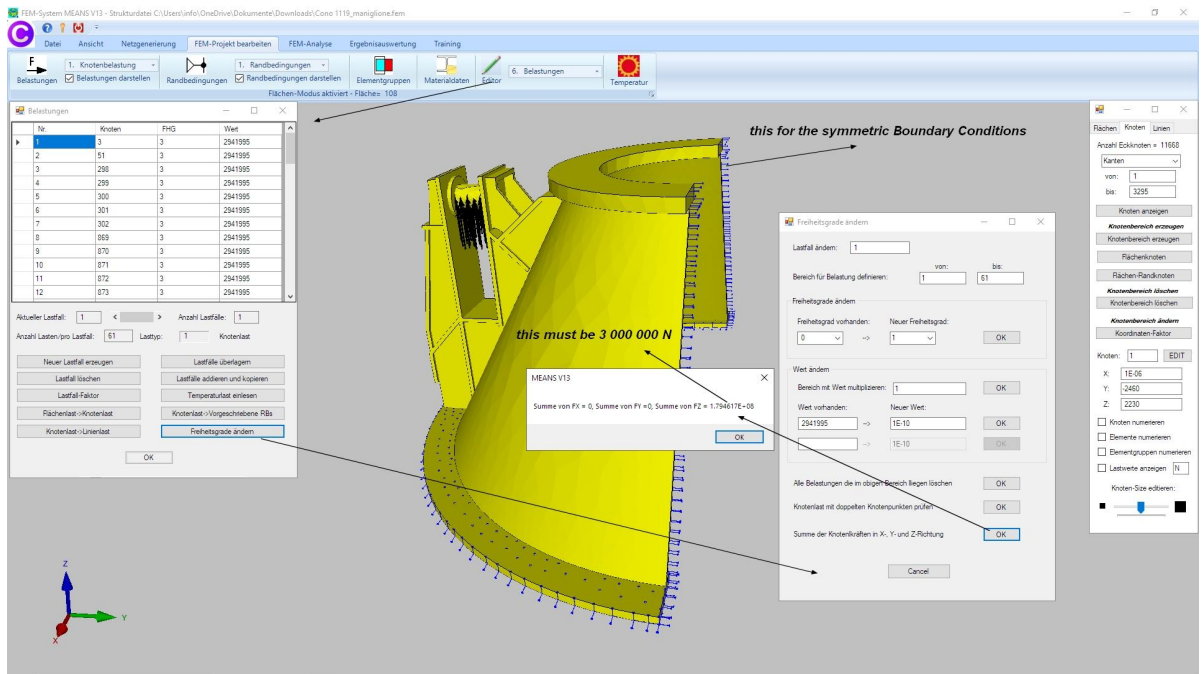 FEM-System MEANS V13 - Strukturdatei C:\Users\info\OneDrive\Dokumente\Downloads\Cono 1119_maniglione.fem
Datei Ansicht Netzgenerierung FEM-Projekt bearbeiten FEM-Analyse Ergebnisauswertung Training
F
1. Knotenbelastung
Belastungen darstellen
Belastungen
1. Randbedingungen
Randbedingungen darstellen
Randbedingungen
Elementgruppen
Materialdaten
Editor
6. Belastungen
Temperatur
Flächen-Modus aktiviert - Fläche= 108
Belastungen
Nr. Knoten FHG Wert
1 3 3 2941995
2 51 3 2941995
3 298 3 2941995
4 299 3 2941995
5 300 3 2941995
6 301 3 2941995
7 302 3 2941995
8 869 3 2941995
9 870 3 2941995
10 871 3 2941995
11 872 3 2941995
12 873 3 2941995
Aktueller Lastfall: 1 < > Anzahl Lastfälle: 1
Anzahl Lasten/pro Lastfall: 61 Lasttyp: 1 Knotenlast
Neuer Lastfall erzeugen Lastfälle überlagern
Lastfall löschen Lastfälle addieren und kopieren
Lastfall-Faktor Temperaturlast einlesen
Flächenlast->Knotenlast Knotenlast->Vorgeschriebene RBs
Knotenlast->Linienlast Freiheitsgrade ändern
OK
this for the symmetric Boundary Conditions
this must be 3 000 000 N
MEANS V13
Summe von FX = 0, Summe von FY =0, Summe von FZ = 1,794617E+08
OK
Freiheitsgrade ändern
Lastfall ändern: 1
von: bis:
Bereich für Belastung definieren: 1 61
Freiheitsgrade ändern
Freiheitsgrad vorhanden: Neuer Freiheitsgrad:
0 -> 1 OK
Wert ändern
Bereich mit Wert multiplizieren: 1 OK
Wert vorhanden: Neuer Wert:
2941995 -> 1E-10 OK
-> 1E-10 OK
Alle Belastungen die im obigen Bereich liegen löschen OK
Knotenlast mit doppelten Knotenpunkten prüfen OK
Summe der Knotenlkräften in X-, Y- und Z-Richtung OK
Cancel
Flächen Knoten Linien
Anzahl Eckknoten = 11668
Kanten
von: 1
bis: 3295
Knoten anzeigen
Knotenbereich erzeugen
Knotenbereich erzeugen
Flächenknoten
Flächen-Randknoten
Knotenbereich löschen
Knotenbereich löschen
Knotenbereich ändern
Koordinaten-Faktor
Knoten: 1 EDIT
X: 1E-06
Y: -2460
Z: 2230
Knoten numerieren
Elemente numerieren
Elementgruppen numerieren
Lastwerte anzeigen N
Knoten-Size editieren:
Z
Y
X